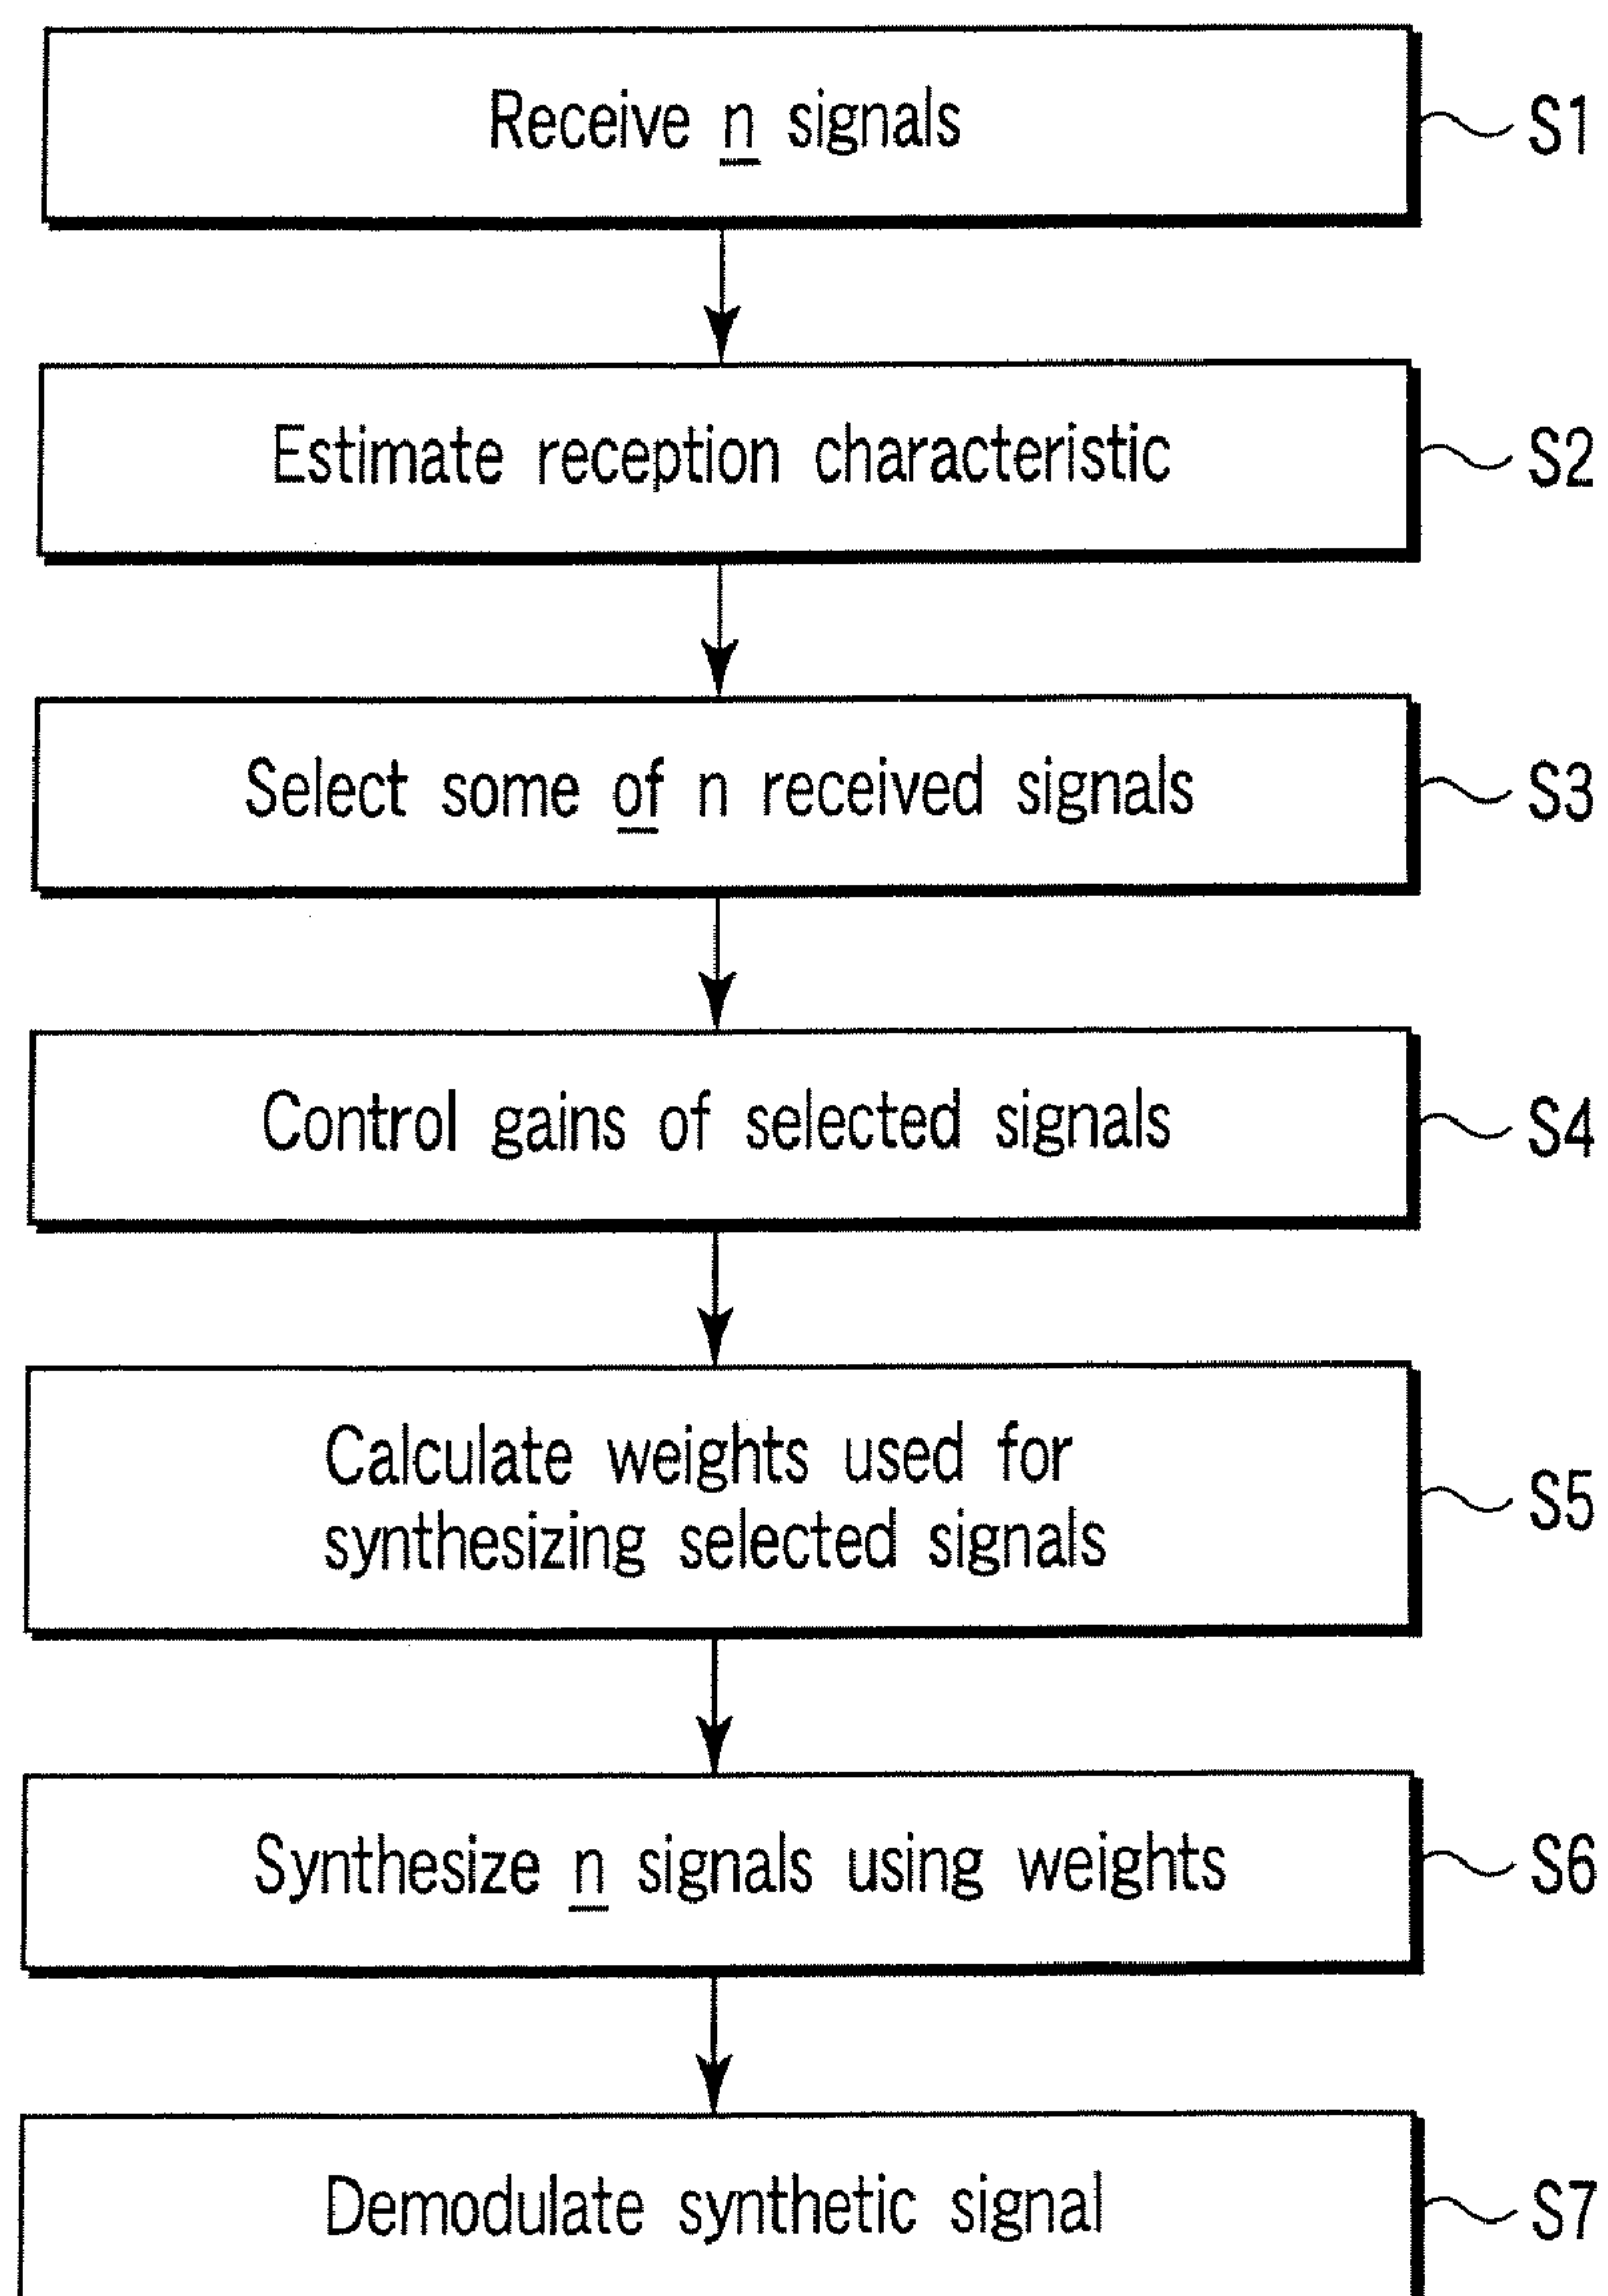 Receive n signals
S1
Estimate reception characteristic
S2
Select some of n received signals
S3
Control gains of selected signals
S4
Calculate weights used for
synthesizing selected signals
S5
Synthesize n signals using weights
S6
Demodulate synthetic signal
S7